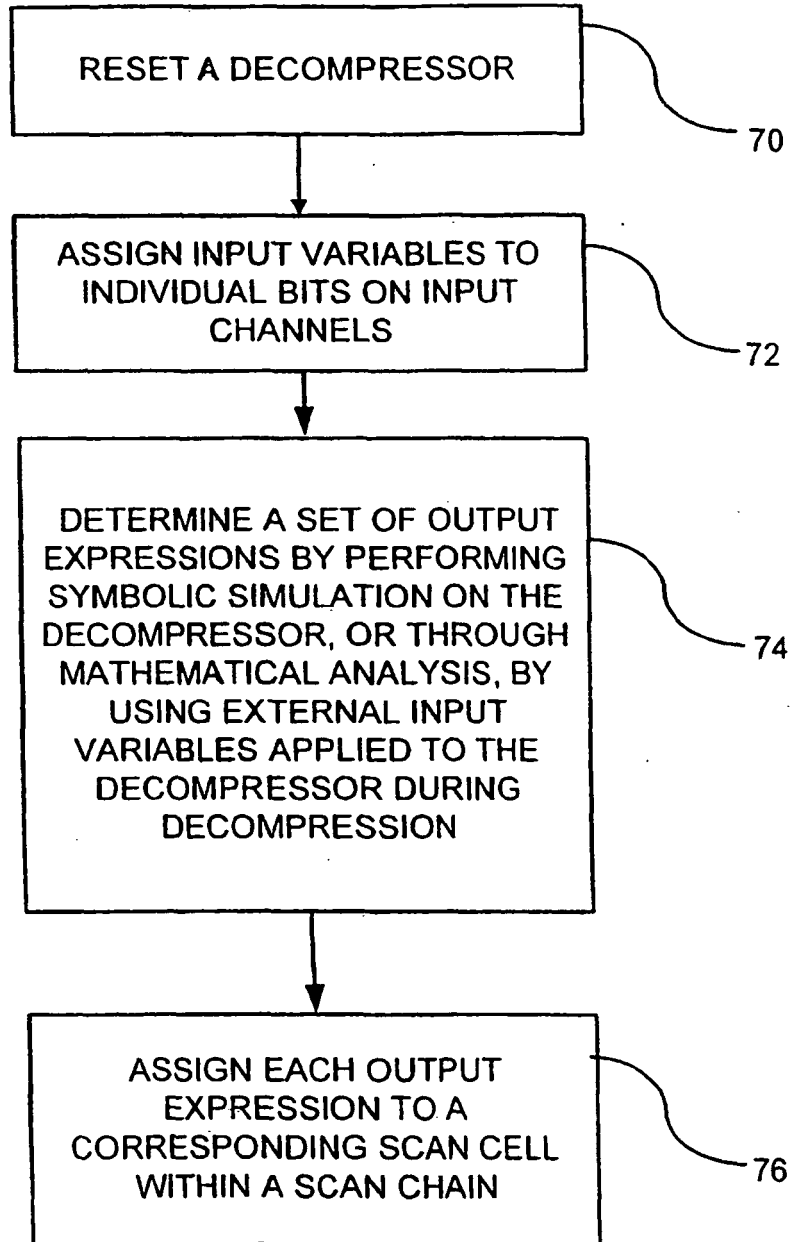 RESET A DECOMPRESSOR
70
ASSIGN INPUT VARIABLES TO
INDIVIDUAL BITS ON INPUT
CHANNELS
72
DETERMINE A SET OF OUTPUT
EXPRESSIONS BY PERFORMING
SYMBOLIC SIMULATION ON THE
DECOMPRESSOR, OR THROUGH
MATHEMATICAL ANALYSIS, BY
USING EXTERNAL INPUT
VARIABLES APPLIED TO THE
DECOMPRESSOR DURING
DECOMPRESSION
74
ASSIGN EACH OUTPUT
EXPRESSION TO A
CORRESPONDING SCAN CELL
WITHIN A SCAN CHAIN
76